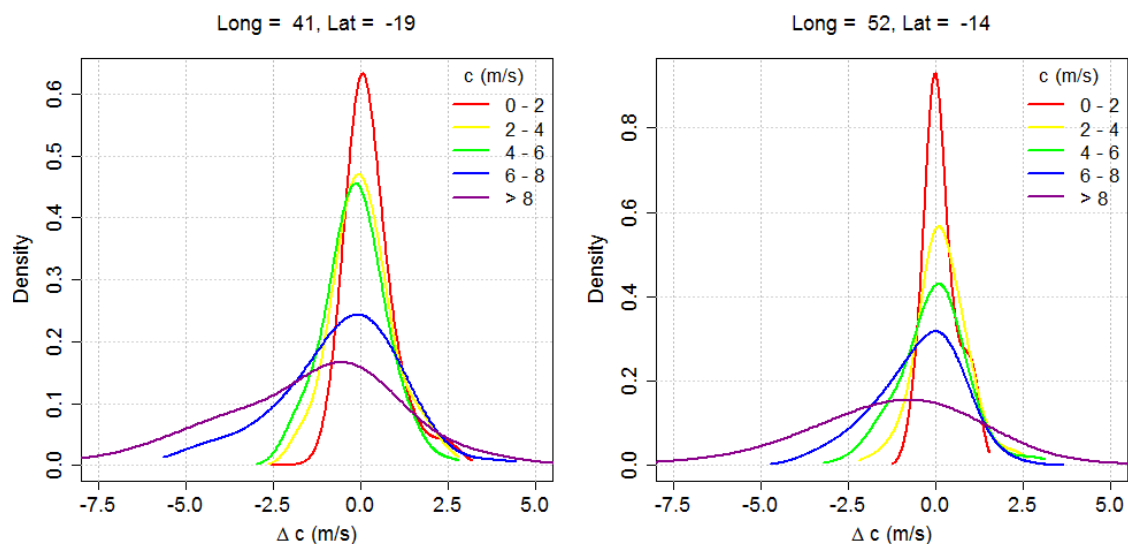 Long = 41, Lat = -19
c (m/s)
0 - 2
2 - 4
4 - 6
6 - 8
> 8
Density
0.0
0.1
0.2
0.3
0.4
0.5
0.6
-7.5 -5.0 -2.5 0.0 2.5 5.0
Δ c (m/s)
Long = 52, Lat = -14
c (m/s)
0 - 2
2 - 4
4 - 6
6 - 8
> 8
Density
0.0
0.2
0.4
0.6
0.8
-7.5 -5.0 -2.5 0.0 2.5 5.0
Δ c (m/s)